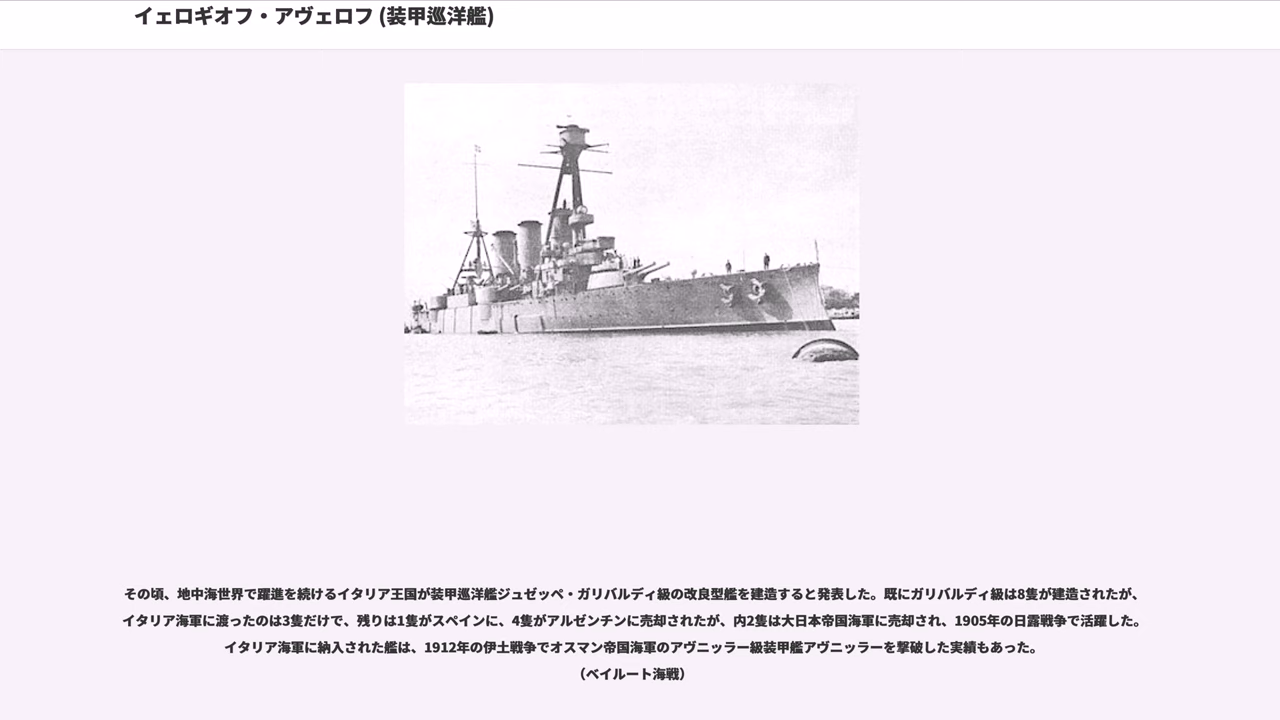 イェロギオフ・アヴェロフ (装甲巡洋艦)
その頃、地中海世界で躍進を続けるイタリア王国が装甲巡洋艦ジュゼッペ・ガリバルディ級の改良型艦を建造すると発表した。既にガリバルディ級は8隻が建造されたが、
イタリア海軍に渡ったのは3隻だけで、残りは1隻がスペインに、4隻がアルゼンチンに売却されたが、内2隻は大日本帝国海軍に売却され、1905年の日露戦争で活躍した。
イタリア海軍に納入された艦は、1912年の伊土戦争でオスマン帝国海軍のアヴニッラー級装甲艦アヴニッラーを撃破した実績もあった。
（ベイルート海戦）